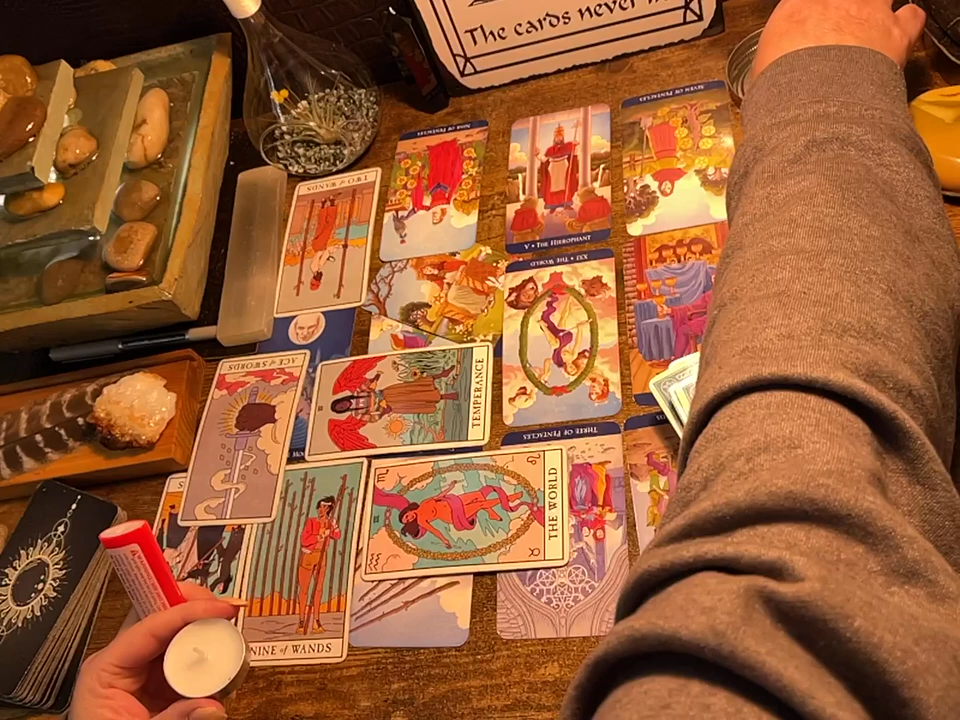 The cards never
NINE OF PENTACLES
V • THE HIEROPHANT
SEVEN OF PENTACLES
TWO of WANDS
XXI • THE WORLD
ACE of SWORDS
TEMPERANCE
THREE OF PENTACLES
THE WORLD
NINE of WANDS